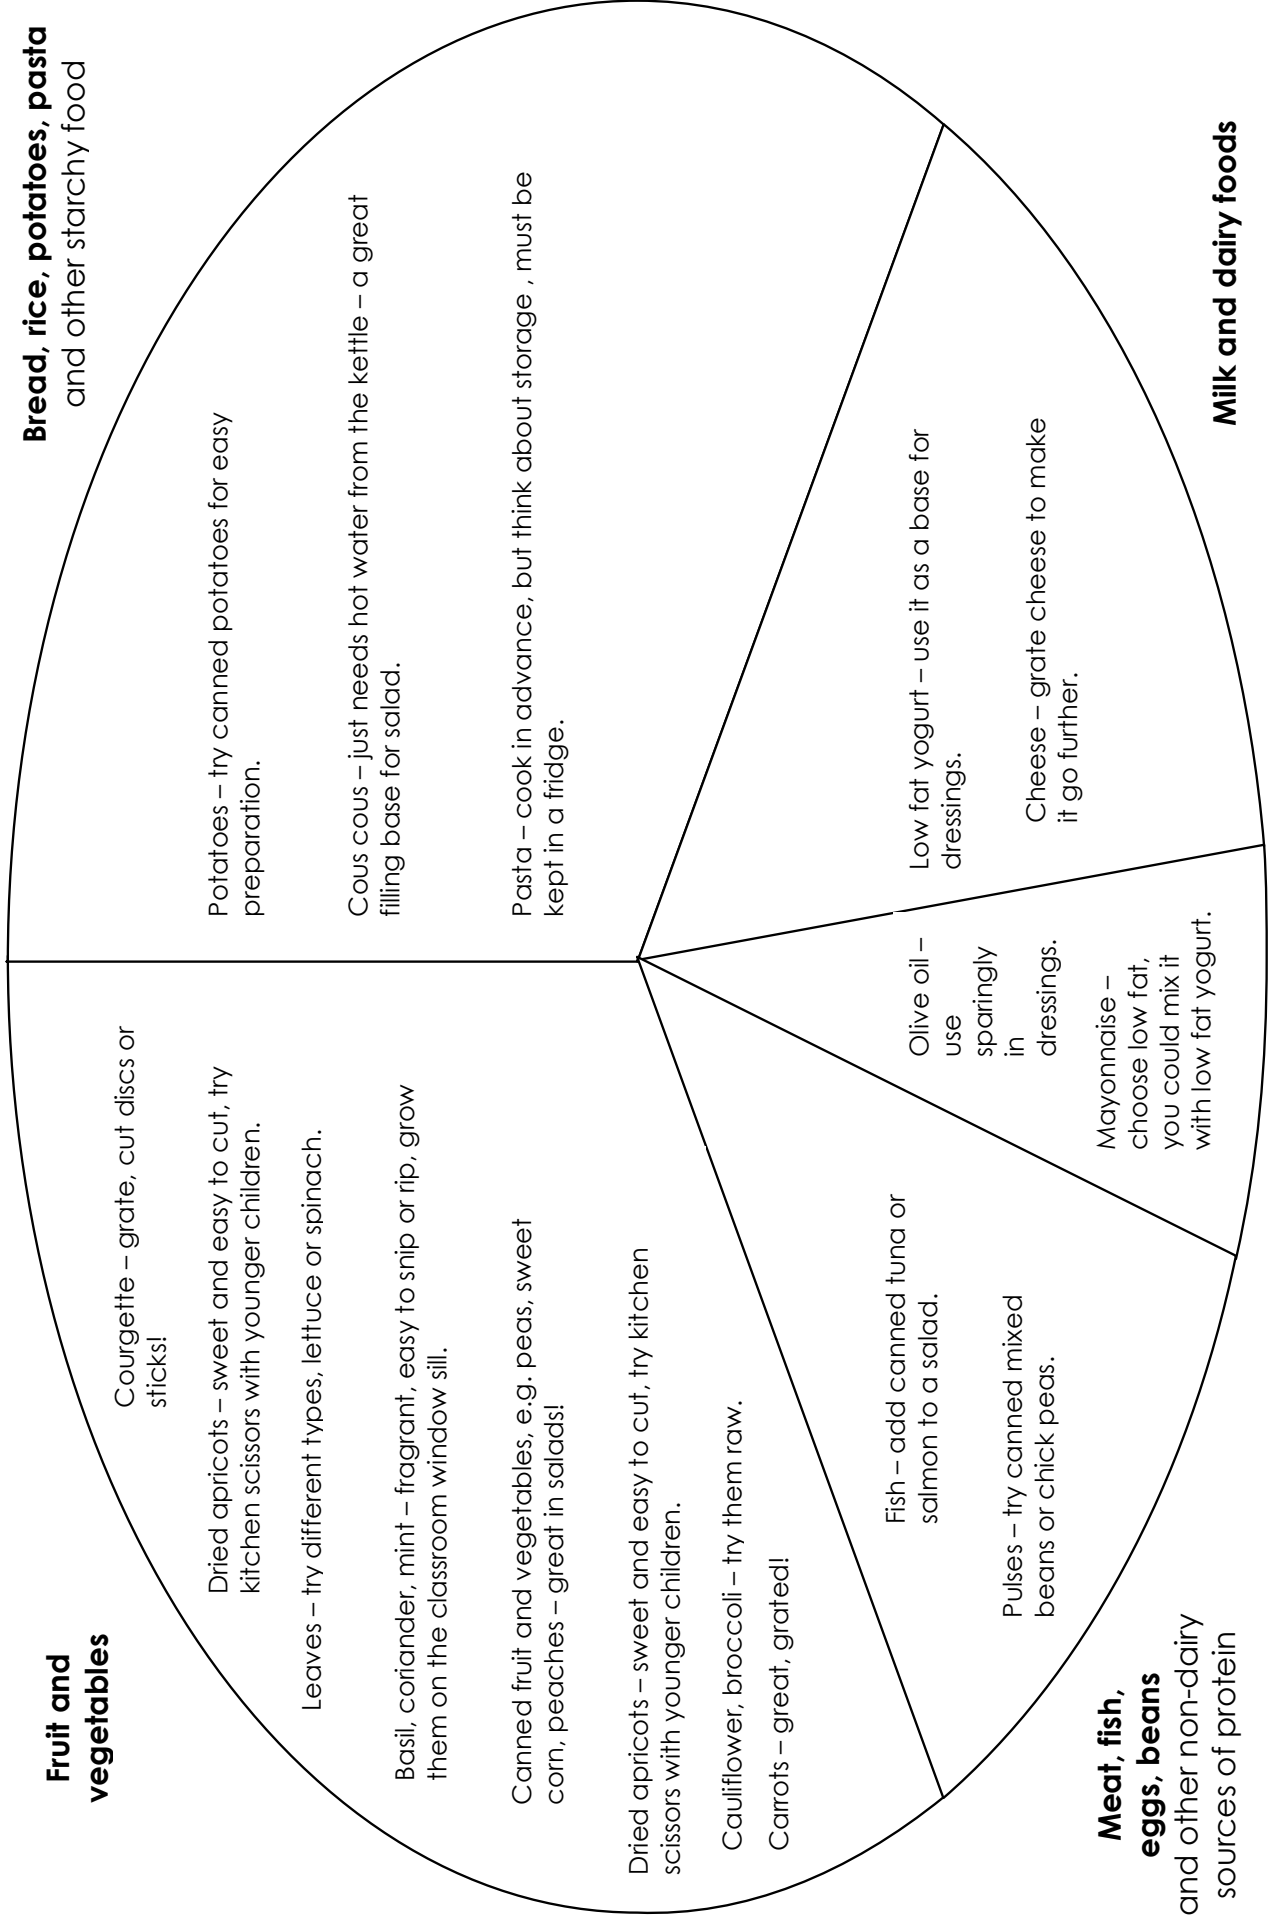 Fruit and
vegetables
Courgette – grate, cut discs or
sticks!
Dried apricots – sweet and easy to cut, try
kitchen scissors with younger children.
Leaves – try different types, lettuce or spinach.
Basil, coriander, mint – fragrant, easy to snip or rip, grow
them on the classroom window sill.
Canned fruit and vegetables, e.g. peas, sweet
corn, peaches – great in salads!
Dried apricots – sweet and easy to cut, try kitchen
scissors with younger children.
Cauliflower, broccoli – try them raw.
Carrots – great, grated!
Bread, rice, potatoes, pasta
and other starchy food
Potatoes – try canned potatoes for easy
preparation.
Cous cous – just needs hot water from the kettle – a great
filling base for salad.
Pasta – cook in advance, but think about storage , must be
kept in a fridge.
Meat, fish,
eggs, beans
and other non-dairy
sources of protein
Fish – add canned tuna or
salmon to a salad.
Pulses – try canned mixed
beans or chick peas.
Olive oil –
use
sparingly
in
dressings.
Mayonnaise –
choose low fat,
you could mix it
with low fat yogurt.
Low fat yogurt – use it as a base for
dressings.
Cheese – grate cheese to make
it go further.
Milk and dairy foods